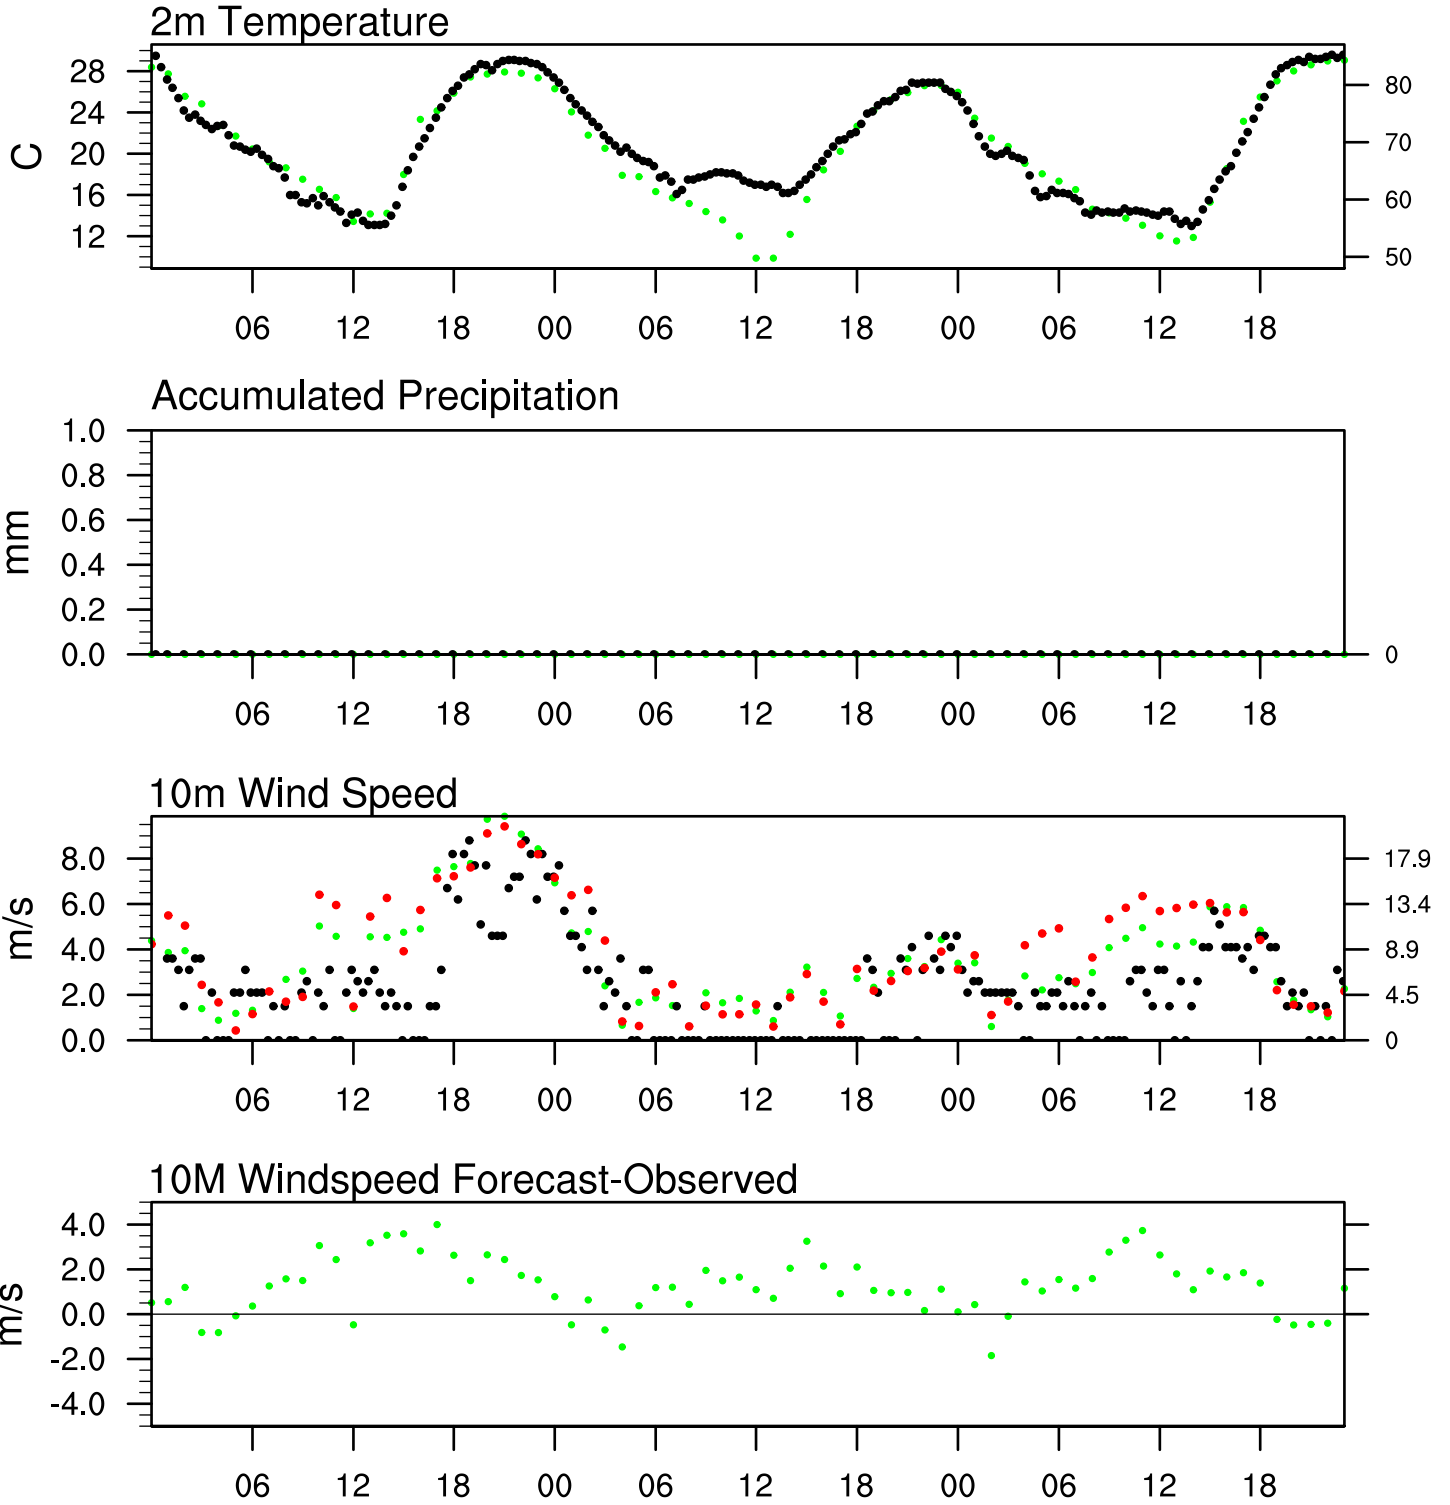 2m Temperature
28
24
20
16
12
C
80
70
60
50
06 12 18 00 06 12 18 00 06 12 18
Accumulated Precipitation
1.0
0.8
0.6
0.4
0.2
0.0
mm
0
06 12 18 00 06 12 18 00 06 12 18
10m Wind Speed
8.0
6.0
4.0
2.0
0.0
m/s
17.9
13.4
8.9
4.5
0
06 12 18 00 06 12 18 00 06 12 18
10M Windspeed Forecast-Observed
4.0
2.0
0.0
-2.0
-4.0
m/s
06 12 18 00 06 12 18 00 06 12 18